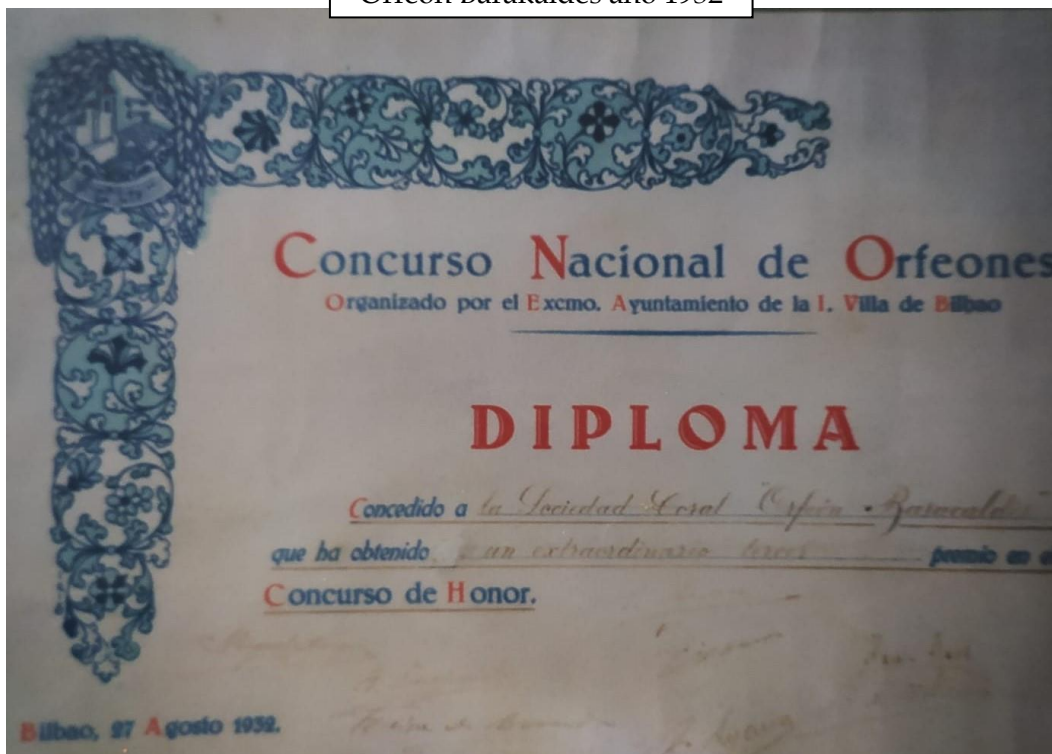 Orfeón Barakaldés año 1932
Concurso Nacional de Orfeones
Organizado por el Excmo. Ayuntamiento de la I. Villa de Bilbao
DIPLOMA
Concedido a la Sociedad Coral "Orfeón Baracaldés"
que ha obtenido un extraordinario tercer premio en el
Concurso de Honor.
Bilbao, 27 Agosto 1932.